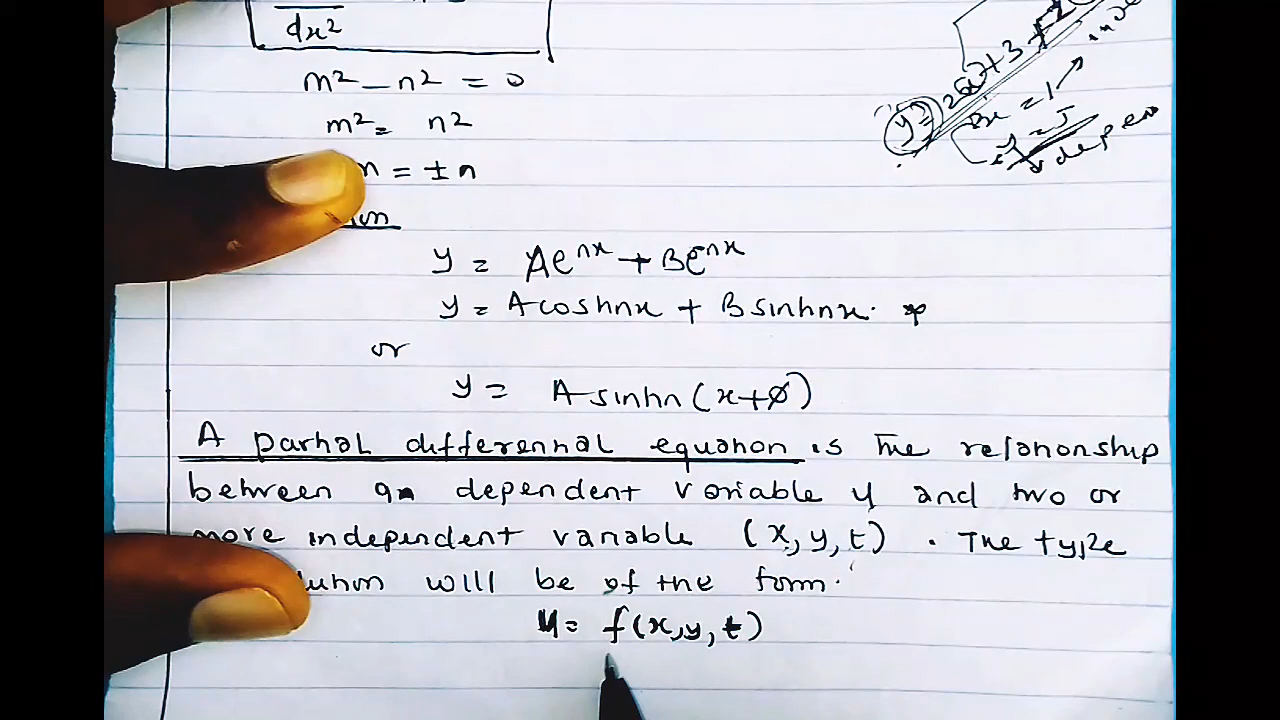 dx²
m² - n² = 0
m² = n²
= ±n
y = Ae^nx + Be^-nx
y = A cosh nx + B sinh nx.
or
y = A sinh n (x+φ)
A partial differential equation is the relationship
between a dependent variable u and two or
more independent variable (x, y, t). The type
will be of the form.
u = f(x, y, t)